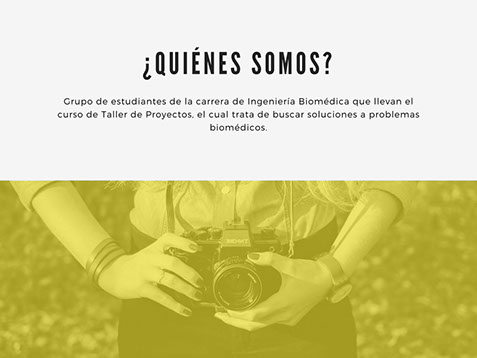 ¿QUIÉNES SOMOS?
Grupo de estudiantes de la carrera de Ingeniería Biomédica que llevan el
curso de Taller de Proyectos, el cual trata de buscar soluciones a problemas
biomédicos.